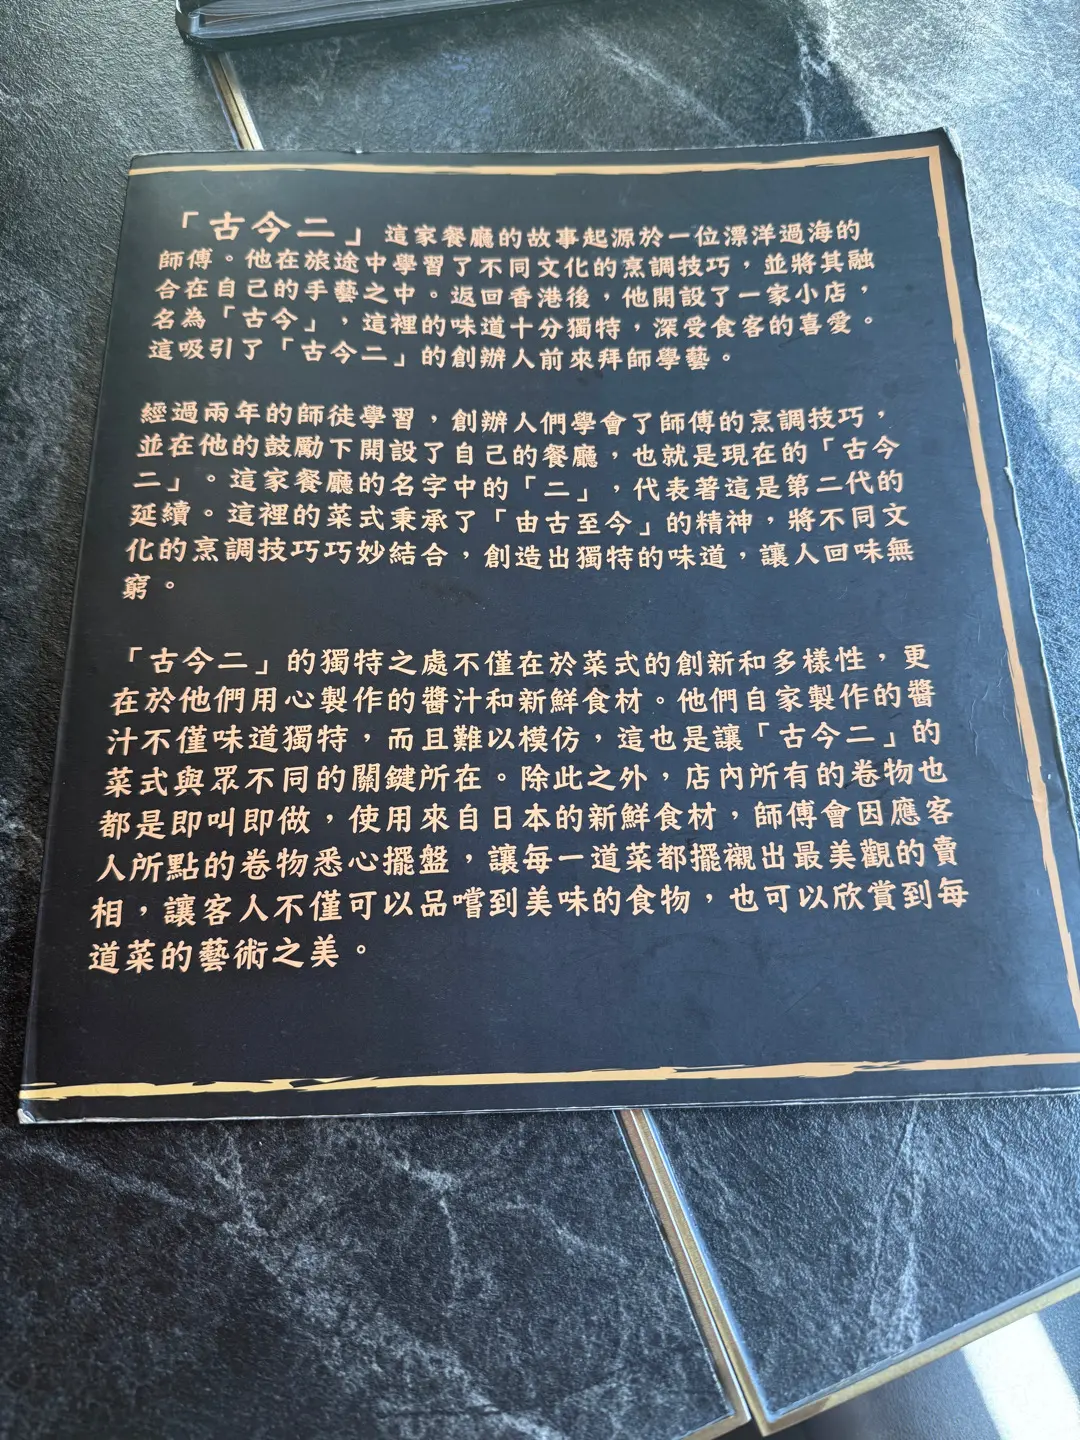 「古今二」這家餐廳的故事起源於一位漂洋過海的
師傅。他在旅途中學習了不同文化的烹調技巧，並將其融
合在自己的手藝之中。返回香港後，他開設了一家小店，
名為「古今」，這裡的味道十分獨特，深受食客的喜愛。
這吸引了「古今二」的創辦人前來拜師學藝。
經過兩年的師徒學習，創辦人們學會了師傅的烹調技巧，
並在他的鼓勵下開設了自己的餐廳，也就是現在的「古今
二」。這家餐廳的名字中的「二」，代表著這是第二代的
延續。這裡的菜式秉承了「由古至今」的精神，將不同文
化的烹調技巧巧妙結合，創造出獨特的味道，讓人回味無
窮。
「古今二」的獨特之處不僅在於菜式的創新和多樣性，更
在於他們用心製作的醬汁和新鮮食材。他們自家製作的醬
汁不僅味道獨特，而且難以模仿，這也是讓「古今二」的
菜式與眾不同的關鍵所在。除此之外，店內所有的卷物也
都是即叫即做，使用來自日本的新鮮食材，師傅會因應客
人所點的卷物悉心擺盤，讓每一道菜都擺襯出最美觀的賣
相，讓客人不僅可以品嚐到美味的食物，也可以欣賞到每
道菜的藝術之美。